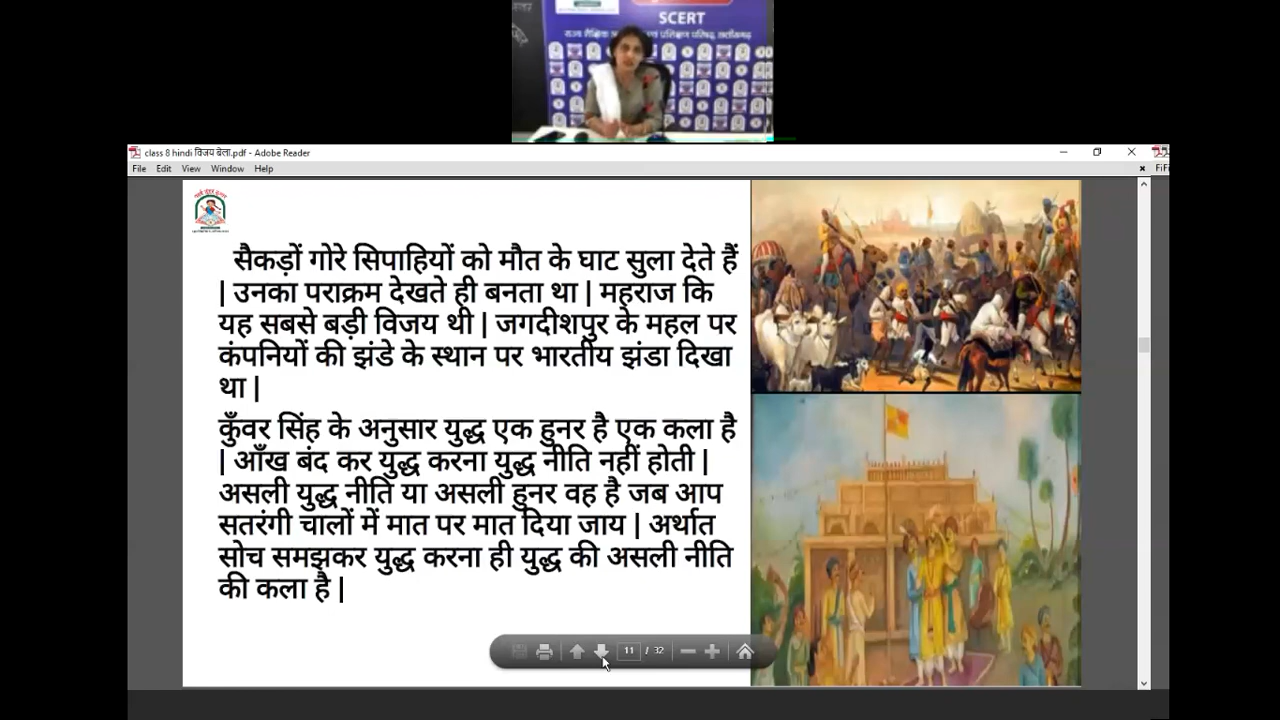 SCERT
class 8 hindi विजय बेला.pdf - Adobe Reader
File Edit View Window Help
सैकड़ों गोरे सिपाहियों को मौत के घाट सुला देते हैं
| उनका पराक्रम देखते ही बनता था | महराज कि
यह सबसे बड़ी विजय थी | जगदीशपुर के महल पर
कंपनियों की झंडे के स्थान पर भारतीय झंडा दिखा
था |
कुँवर सिंह के अनुसार युद्ध एक हुनर है एक कला है
| आँख बंद कर युद्ध करना युद्ध नीति नहीं होती |
असली युद्ध नीति या असली हुनर वह है जब आप
सतरंगी चालों में मात पर मात दिया जाय | अर्थात
सोच समझकर युद्ध करना ही युद्ध की असली नीति
की कला है |
11 / 32